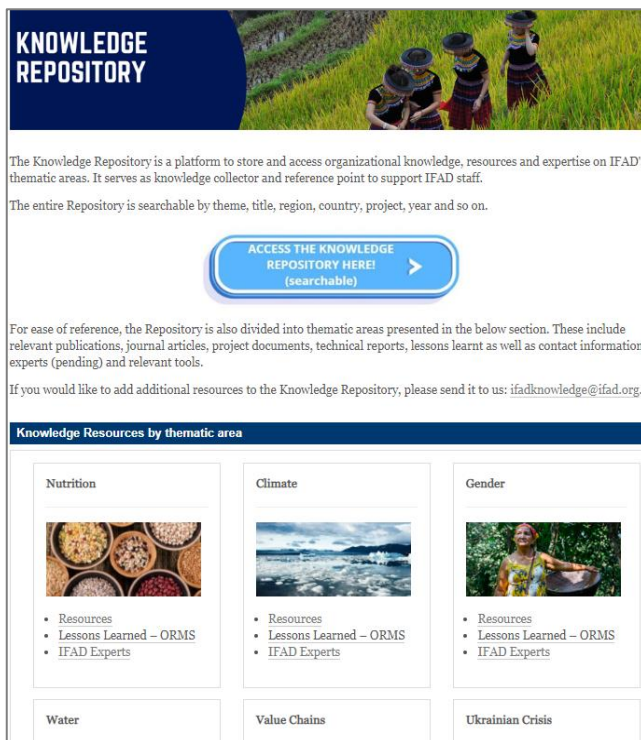 KNOWLEDGE
REPOSITORY
The Knowledge Repository is a platform to store and access organizational knowledge, resources and expertise on IFAD'
thematic areas. It serves as knowledge collector and reference point to support IFAD staff.
The entire Repository is searchable by theme, title, region, country, project, year and so on.
ACCESS THE KNOWLEDGE
REPOSITORY HERE!
(searchable)
For ease of reference, the Repository is also divided into thematic areas presented in the below section. These include
relevant publications, journal articles, project documents, technical reports, lessons learnt as well as contact information
experts (pending) and relevant tools.
If you would like to add additional resources to the Knowledge Repository, please send it to us: ifadknowledge@ifad.org.
Knowledge Resources by thematic area
Nutrition
Climate
Gender
• Resources
• Lessons Learned – ORMS
• IFAD Experts
• Resources
• Lessons Learned – ORMS
• IFAD Experts
• Resources
• Lessons Learned – ORMS
• IFAD Experts
Water
Value Chains
Ukrainian Crisis